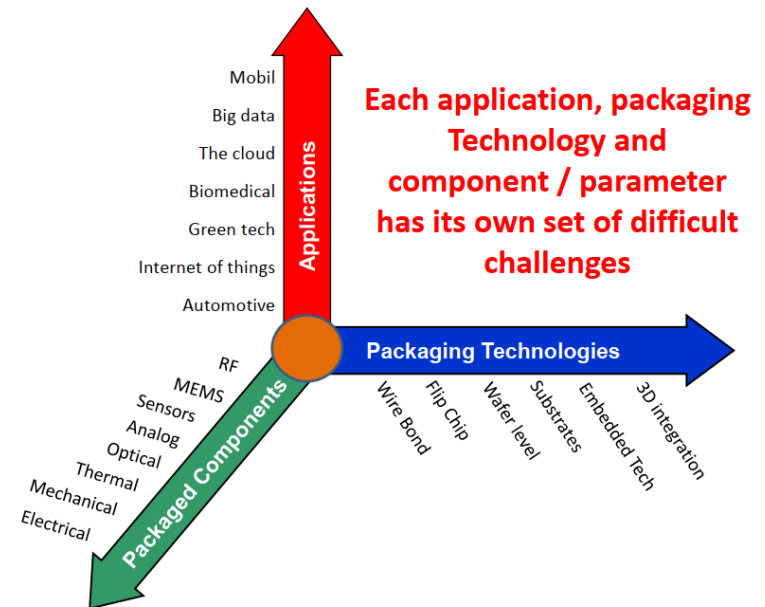 Mobil
Big data
The cloud
Biomedical
Green tech
Internet of things
Automotive
Applications
Each application, packaging
Technology and
component / parameter
has its own set of difficult
challenges
Packaging Technologies
Wire Bond
Flip Chip
Wafer level
Substrates
Embedded Tech
3D integration
RF
MEMS
Sensors
Analog
Optical
Thermal
Mechanical
Electrical
Packaged Components